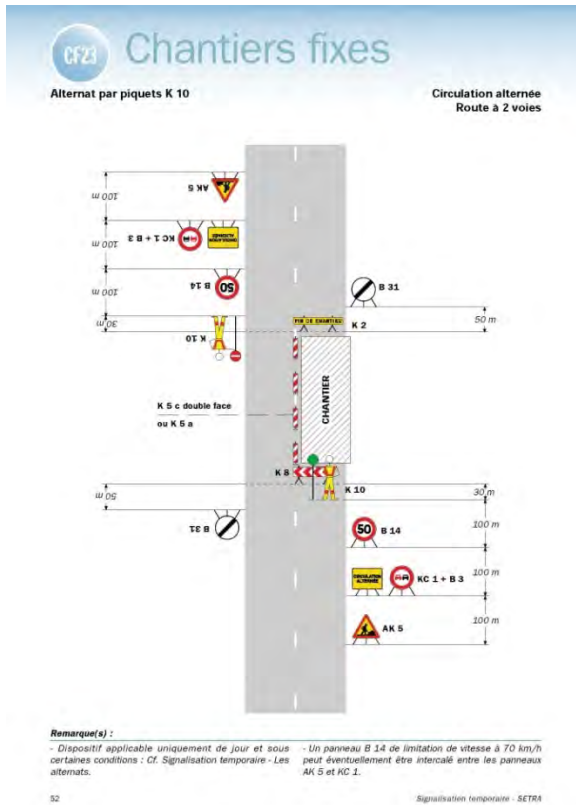 CF23
Chantiers fixes
Alternat par piquets K 10
Circulation alternée
Route à 2 voies
AK 5
100 m
KC 1 + B 3
CIRCULATION
ALTERNÉE
100 m
50
B 14
100 m
K 10
30 m
B 31
50 m
FIN DE CHANTIER
K 2
K 5 c double face
ou K 5 a
CHANTIER
K 8
K 10
50 m
B 31
30 m
50
B 14
100 m
CIRCULATION
ALTERNÉE
KC 1 + B 3
100 m
AK 5
100 m
Remarque(s) :
- Dispositif applicable uniquement de jour et sous
certaines conditions : Cf. Signalisation temporaire - Les
alternats.
- Un panneau B 14 de limitation de vitesse à 70 km/h
peut éventuellement être intercalé entre les panneaux
AK 5 et KC 1.
52
Signalisation temporaire - SETRA